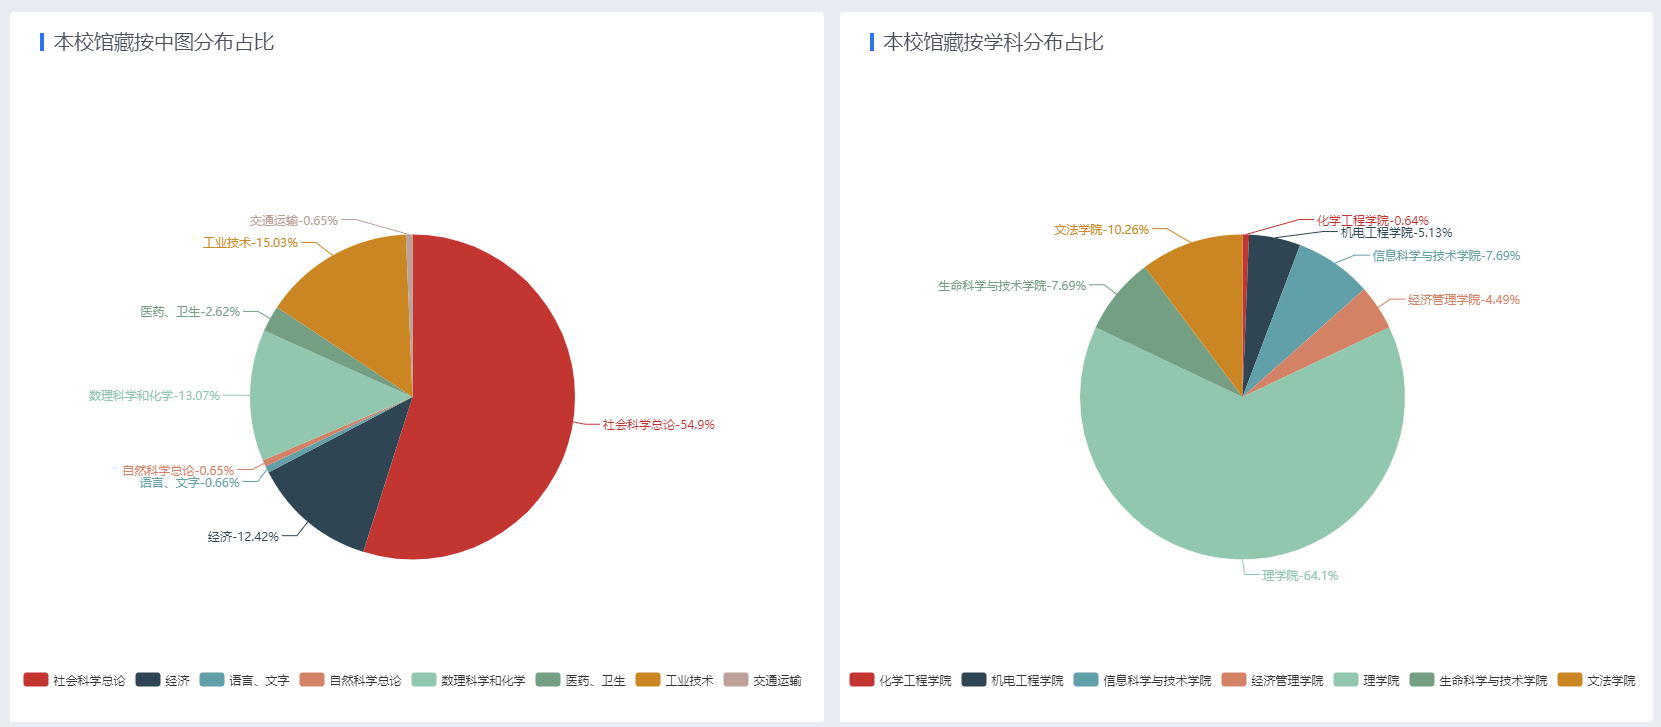 本校馆藏按中图分布占比
交通运输-0.65%
工业技术-15.03%
医药、卫生-2.62%
数理科学和化学-13.07%
社会科学总论-54.9%
自然科学总论-0.65%
语言、文字-0.66%
经济-12.42%
社会科学总论
经济
语言、文字
自然科学总论
数理科学和化学
医药、卫生
工业技术
交通运输
本校馆藏按学科分布占比
化学工程学院-0.64%
文法学院-10.26%
机电工程学院-5.13%
信息科学与技术学院-7.69%
生命科学与技术学院-7.69%
经济管理学院-4.49%
理学院-64.1%
化学工程学院
机电工程学院
信息科学与技术学院
经济管理学院
理学院
生命科学与技术学院
文法学院